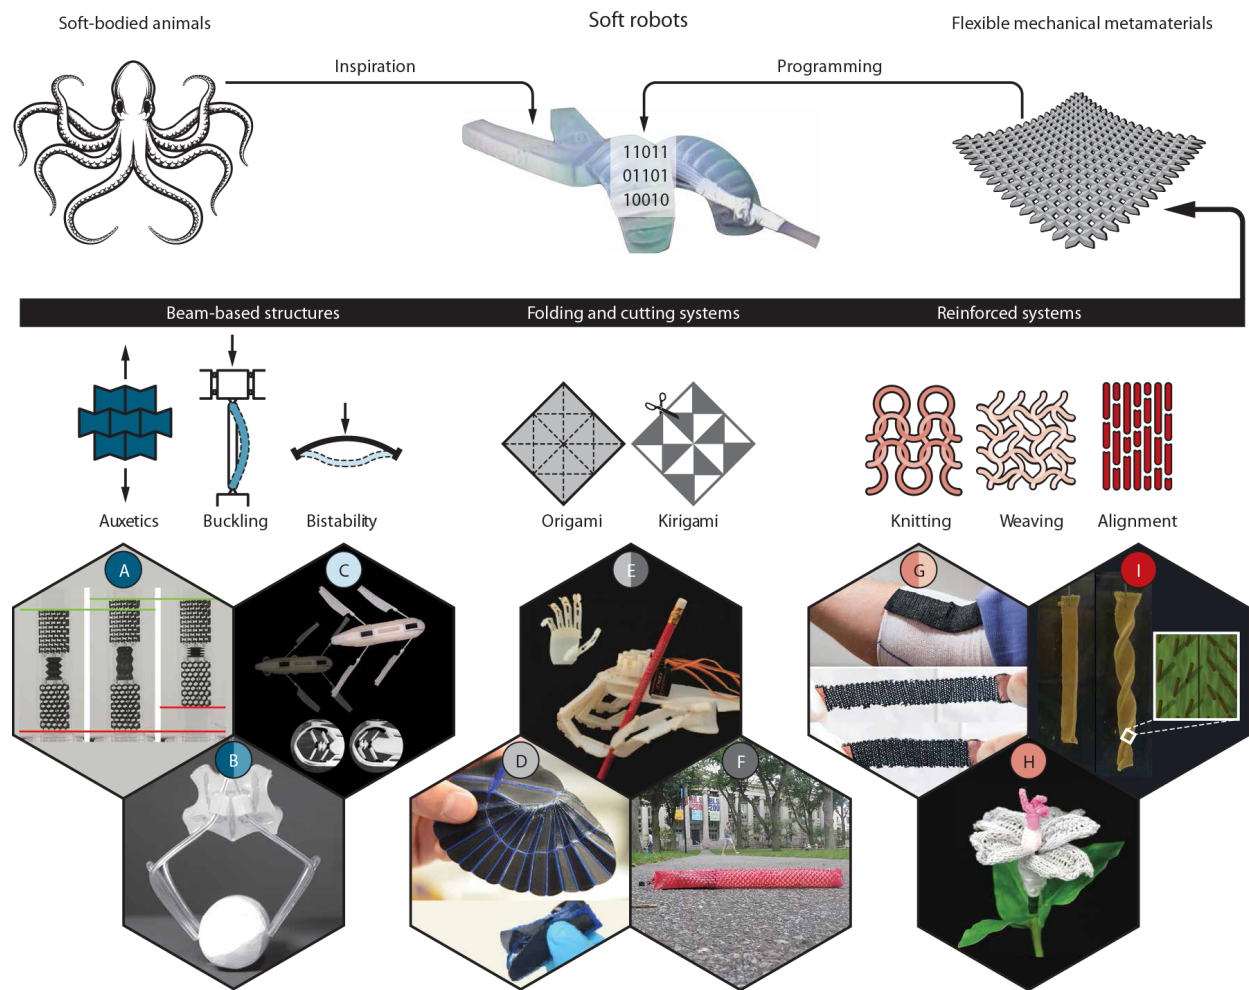 Soft-bodied animals
Soft robots
Flexible mechanical metamaterials
Inspiration
Programming
11011
01101
10010
Beam-based structures
Folding and cutting systems
Reinforced systems
Auxetics
Buckling
Bistability
Origami
Kirigami
Knitting
Weaving
Alignment
A
C
E
G
I
B
D
F
H